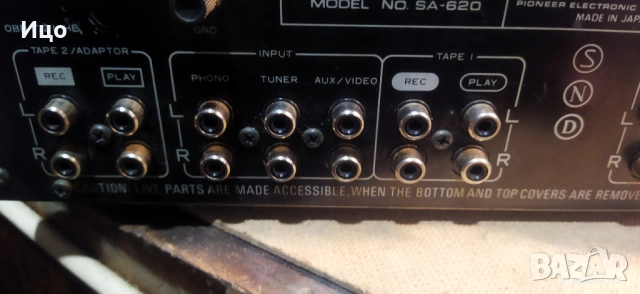 Ицо
MODEL NO. SA-620
PIONEER ELECTRONIC
MADE IN JAP
GND
TAPE 2/ADAPTOR
INPUT
TAPE 1
REC PLAY
PHONO TUNER AUX/VIDEO
REC PLAY
L L L
R R R
S
N
D
CAUTION: LIVE PARTS ARE MADE ACCESSIBLE, WHEN THE BOTTOM AND TOP COVERS ARE REMOVE
BAZAR